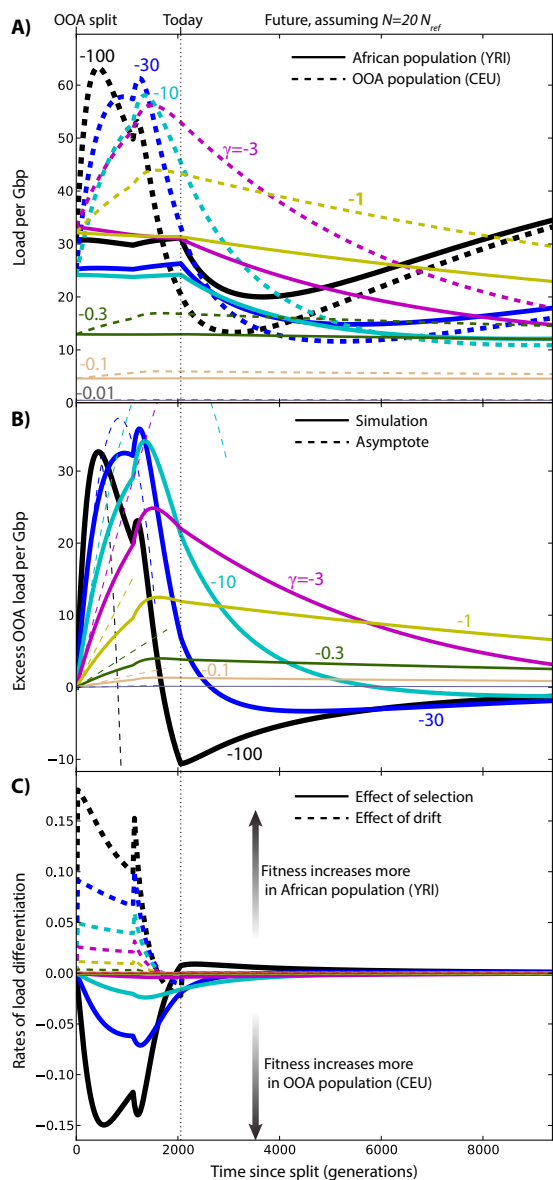 OOA split Today Future, assuming N=20 N_ref
A)
-100
-30
-10
African population (YRI)
OOA population (CEU)
γ=-3
-1
-0.3
-0.1
-0.01
60
50
40
30
20
10
0
Load per Gbp
B)
Simulation
Asymptote
γ=-3
-10
-1
-0.3
-0.1
-30
-100
30
20
10
0
−10
Excess OOA load per Gbp
C)
Effect of selection
Effect of drift
Fitness increases more
in African population (YRI)
Fitness increases more
in OOA population (CEU)
0.15
0.10
0.05
0.00
−0.05
−0.10
−0.15
Rates of load differentiation
0 2000 4000 6000 8000
Time since split (generations)